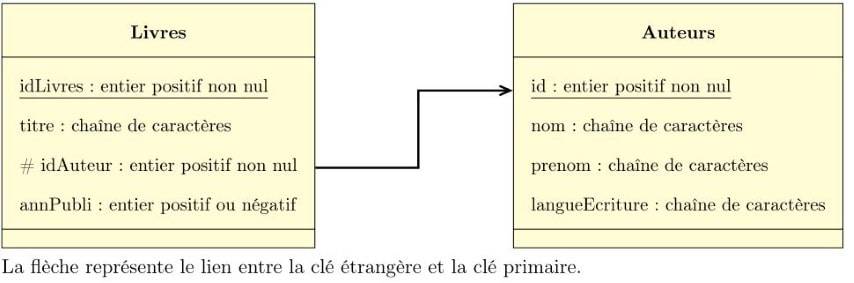 Livres
idLivres : entier positif non nul
titre : chaîne de caractères
# idAuteur : entier positif non nul
annPubli : entier positif ou négatif
Auteurs
id : entier positif non nul
nom : chaîne de caractères
prenom : chaîne de caractères
langueEcriture : chaîne de caractères
La flèche représente le lien entre la clé étrangère et la clé primaire.